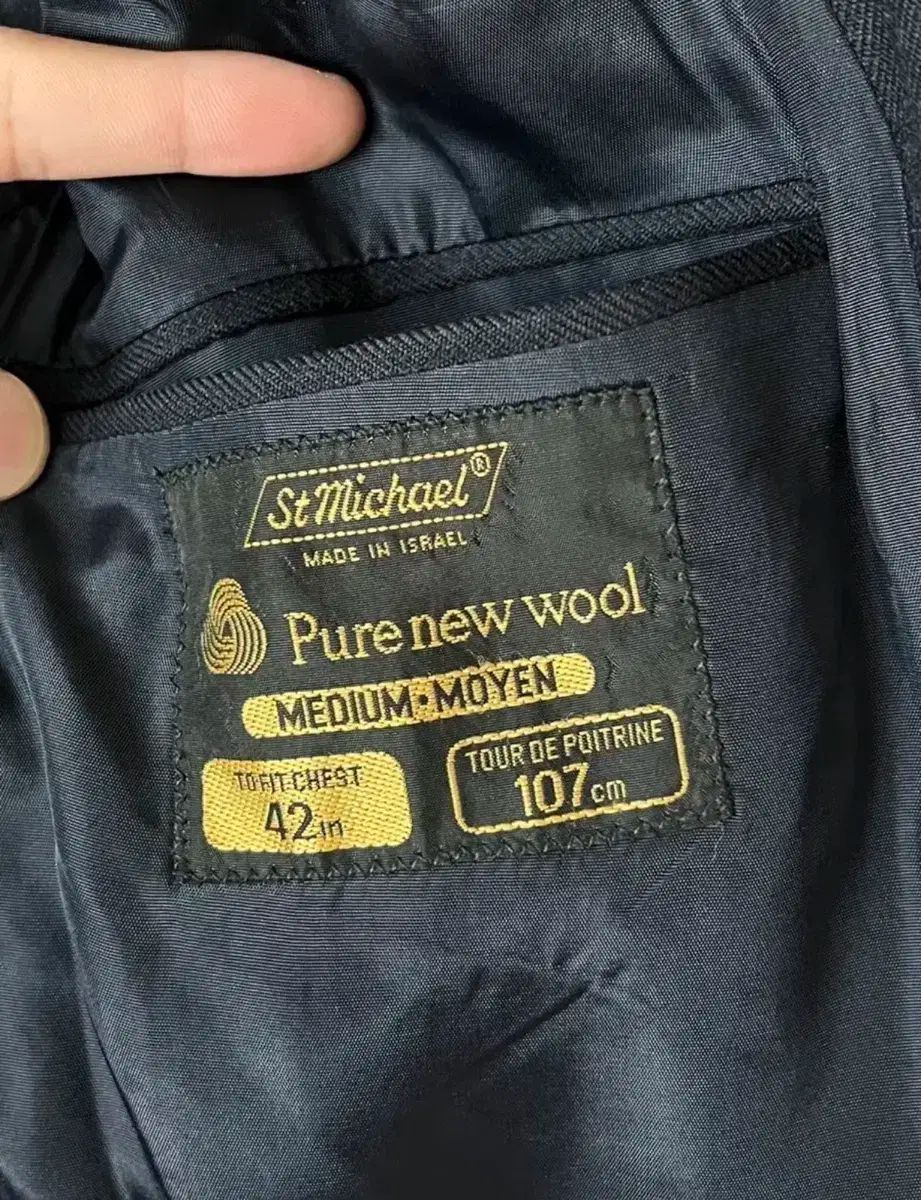 St Michael®
MADE IN ISRAEL
Pure new wool
MEDIUM·MOYEN
TO FIT CHEST
42in
TOUR DE POITRINE
107cm